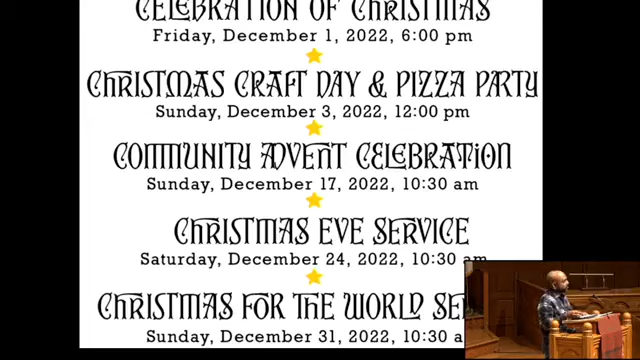 CELEBRATION OF CHRISTMAS
Friday, December 1, 2022, 6:00 pm
CHRISTMAS CRAFT DAY & PIZZA PARTY
Sunday, December 3, 2022, 12:00 pm
COMMUNITY ADVENT CELEBRATION
Sunday, December 17, 2022, 10:30 am
CHRISTMAS EVE SERVICE
Saturday, December 24, 2022, 10:30 am
CHRISTMAS FOR THE WORLD
Sunday, December 31, 2022, 10:30